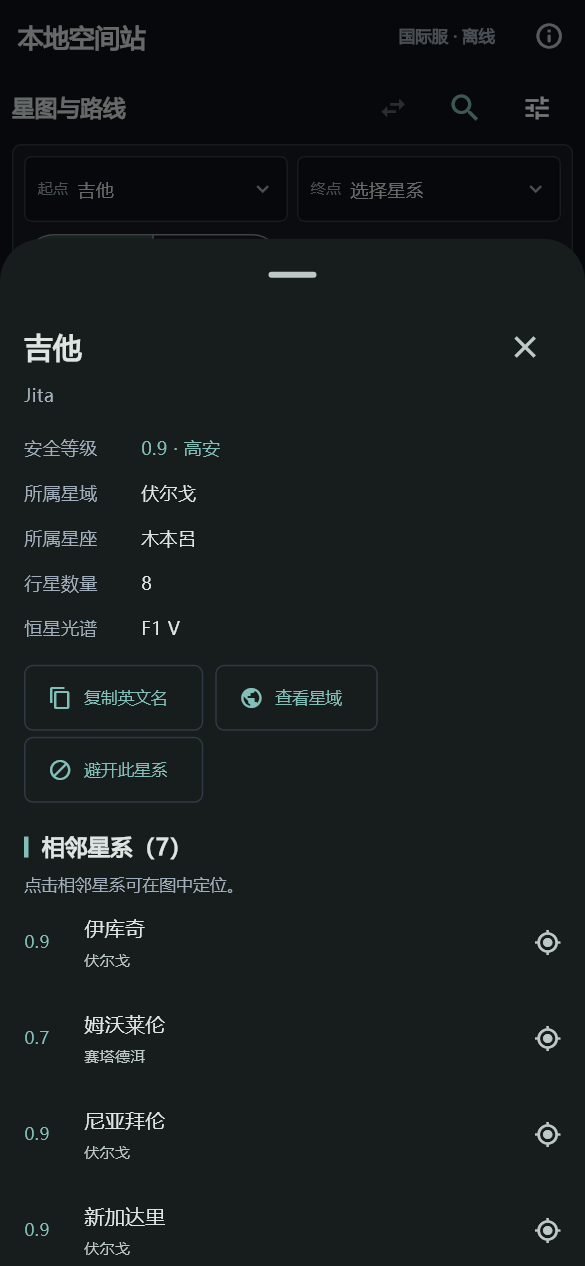 本地空间站
国际服 · 离线
星图与路线
起点 吉他
终点 选择星系
吉他
Jita
安全等级 0.9 · 高安
所属星域 伏尔戈
所属星座 木本吕
行星数量 8
恒星光谱 F1 V
复制英文名
查看星域
避开此星系
相邻星系（7）
点击相邻星系可在图中定位。
0.9 伊库奇
伏尔戈
0.7 姆沃莱伦
赛塔德洱
0.9 尼亚拜伦
伏尔戈
0.9 新加达里
伏尔戈